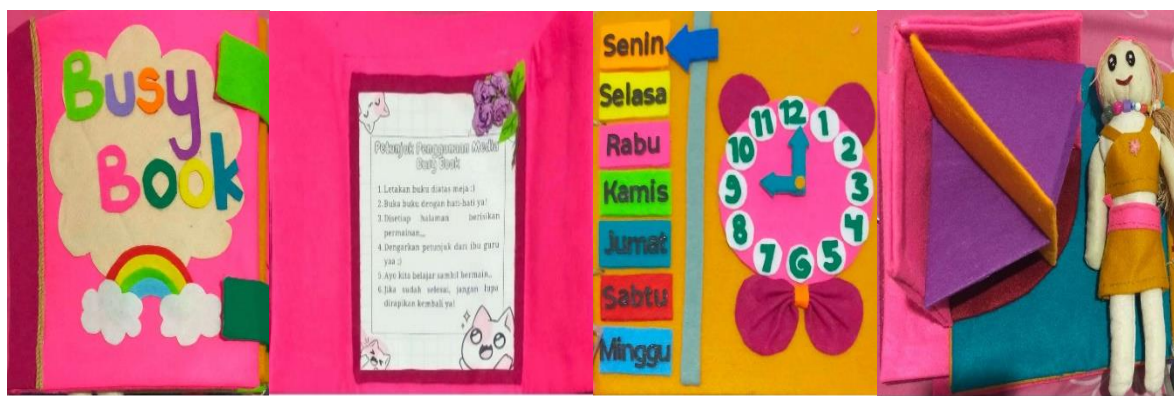 Busy
Book
Petunjuk Penggunaan Media
Busy Book
1. Letakan buku diatas meja :)
2. Buka buku dengan hati-hati ya!
3. Disetiap halaman berisikan
permainan,,,
4. Dengarkan petunjuk dari ibu guru
yaa :)
5. Ayo kita belajar sambil bermain,,
6. Jika sudah selesai, jangan lupa
dirapikan kembali ya!
Senin
Selasa
Rabu
Kamis
Jumat
Sabtu
Minggu
12
1
2
3
4
5
6
7
8
9
10
11